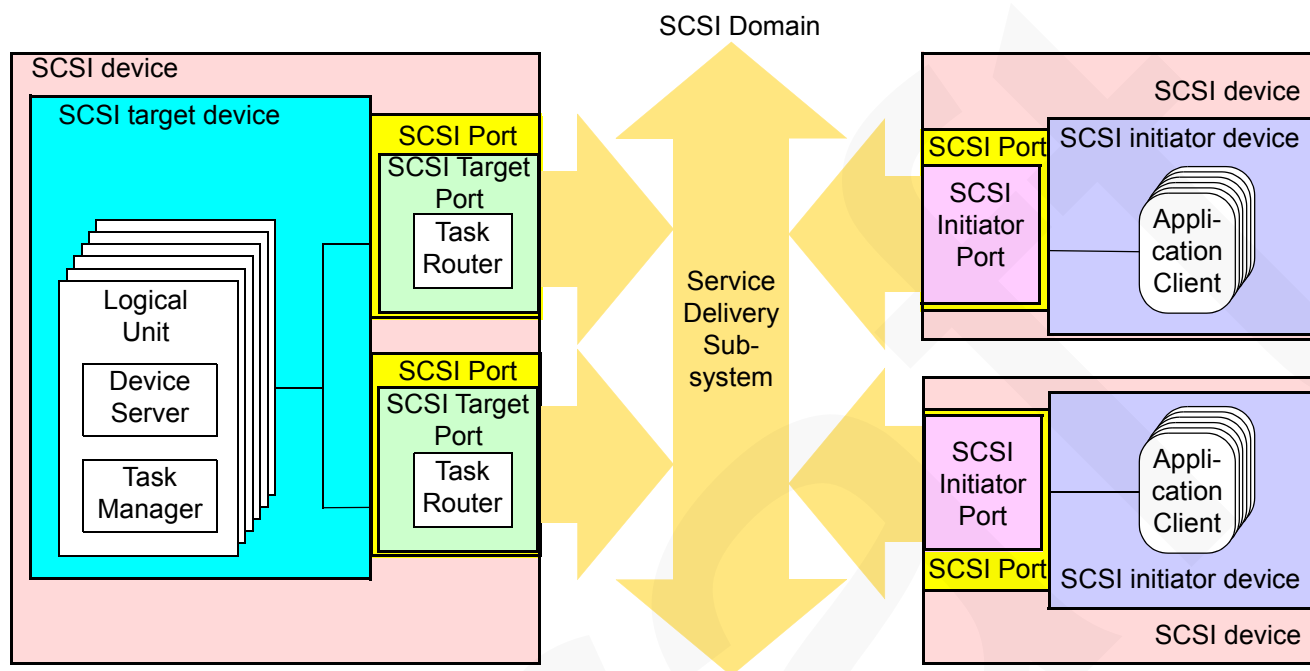 SCSI Domain
SCSI device
SCSI target device
SCSI Port
SCSI Target
Port
Task
Router
Logical
Unit
Device
Server
Task
Manager
SCSI Port
SCSI Target
Port
Task
Router
Service
Delivery
Sub-
system
SCSI device
SCSI initiator device
SCSI Port
SCSI
Initiator
Port
Appli-
cation
Client
SCSI
Initiator
Port
SCSI Port
Appli-
cation
Client
SCSI initiator device
SCSI device